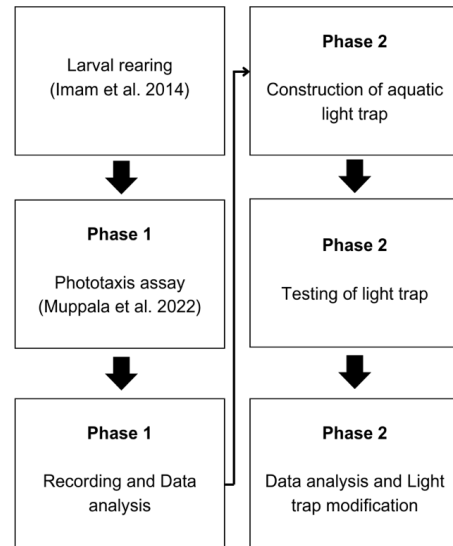 Larval rearing
(Imam et al. 2014)
Phase 1
Phototaxis assay
(Muppala et al. 2022)
Phase 1
Recording and Data
analysis
Phase 2
Construction of aquatic
light trap
Phase 2
Testing of light trap
Phase 2
Data analysis and Light
trap modification